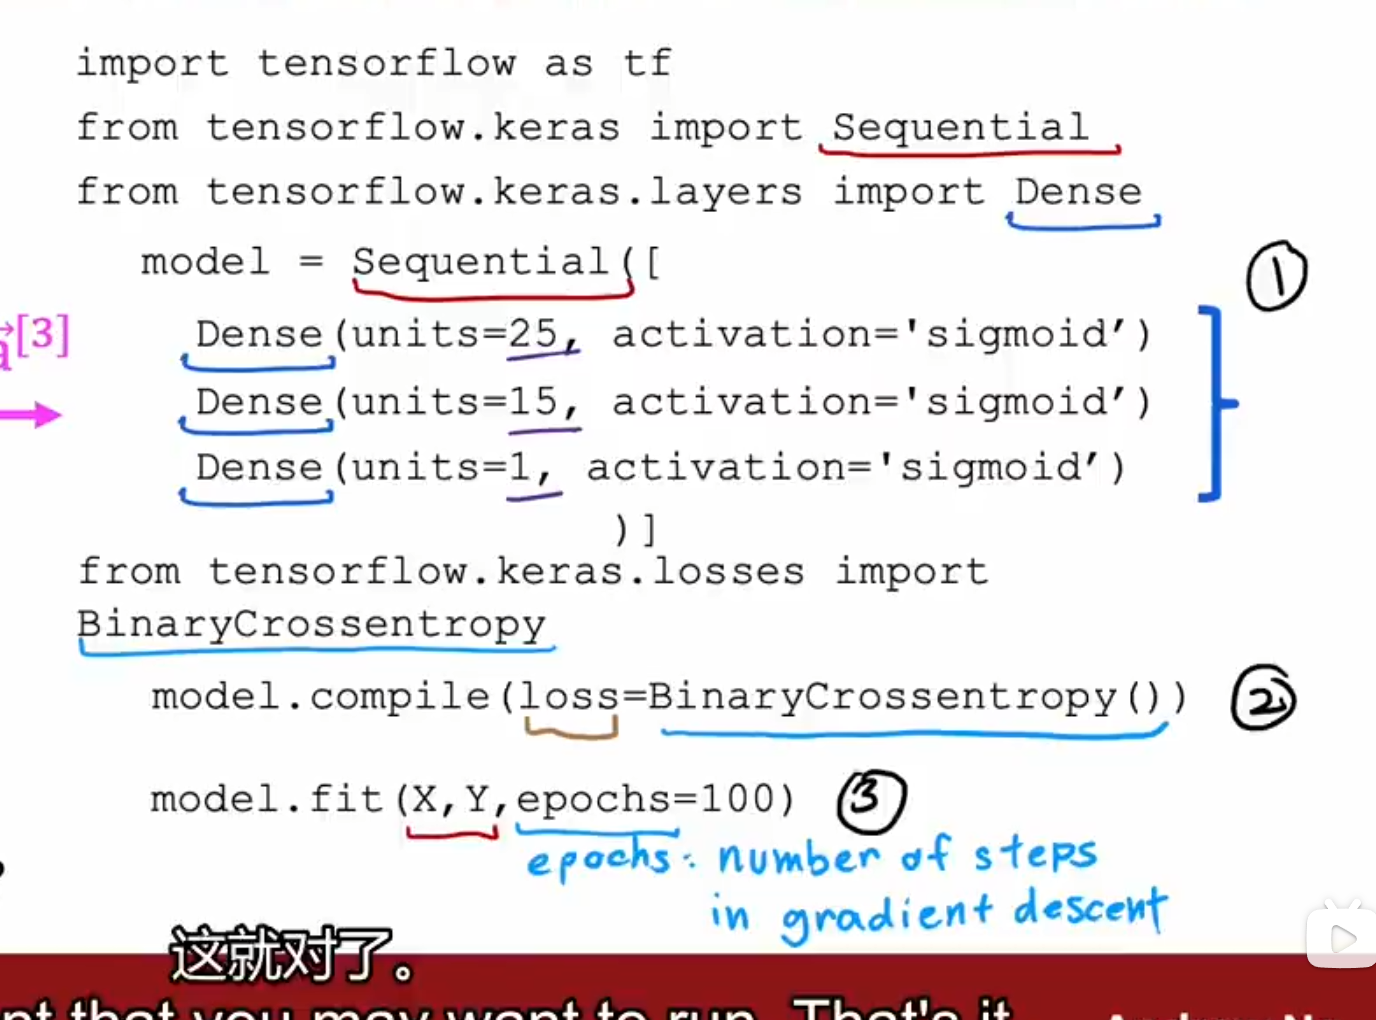 import tensorflow as tf
from tensorflow.keras import Sequential
from tensorflow.keras.layers import Dense
model = Sequential([
[3]
Dense(units=25, activation='sigmoid’)
Dense(units=15, activation='sigmoid’)
Dense(units=1, activation='sigmoid’)
)]
①
from tensorflow.keras.losses import
BinaryCrossentropy
model.compile(loss=BinaryCrossentropy()) ②
model.fit(X,Y,epochs=100) ③
epochs: number of steps
in gradient descent
这就对了。
that you may want to run. That's it